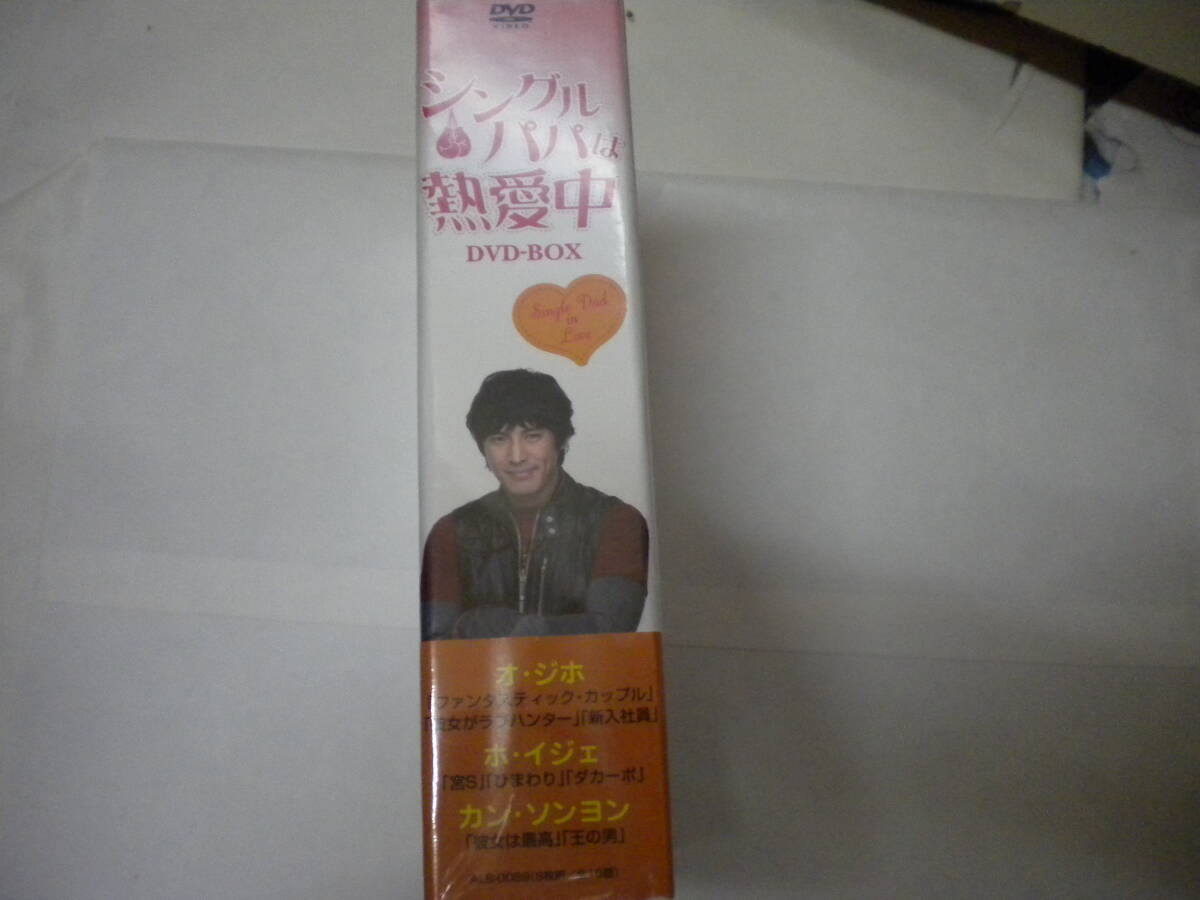 DVD
VIDEO
シングル
パパは
熱愛中
DVD-BOX
Single Dad
in
Love
オ・ジホ
「ファンタスティック・カップル」
「彼女がラブハンター」「新入社員」
ホ・イジェ
「宮S」「ひまわり」「ダカーポ」
カン・ソンヨン
「彼女は最高」「王の男」